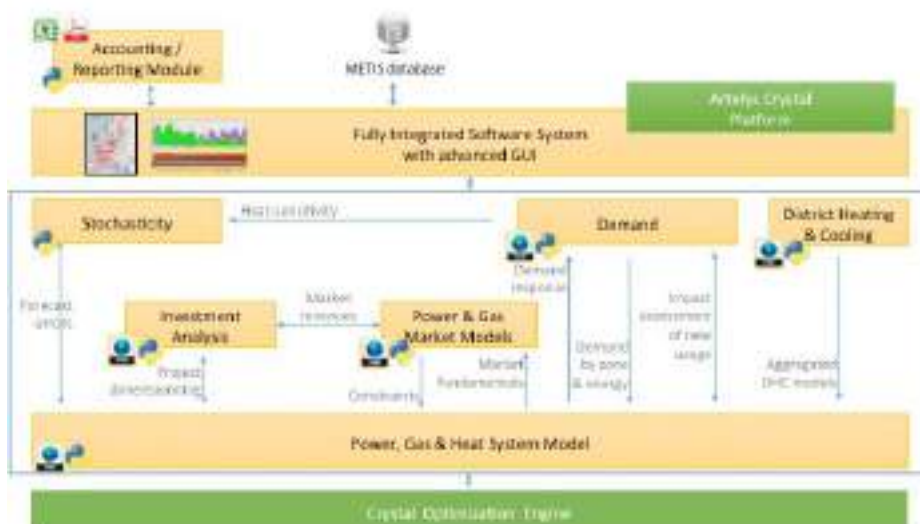 Accounting /
Reporting Module
METIS database
Artelys Crystal
Platform
Fully Integrated Software System
with advanced GUI
Stochasticity
Heat sensitivity
Demand
District Heating
& Cooling
Forecast
errors
Investment
Analysis
Market
revenues
Power & Gas
Market Models
Demand
response
Impact
assessment
of new
usage
Project
Constraints
Market
fundamentals
Demand
by zone
& energy
Aggregated
DHC models
Power, Gas & Heat System Model
Crystal Optimization Engine